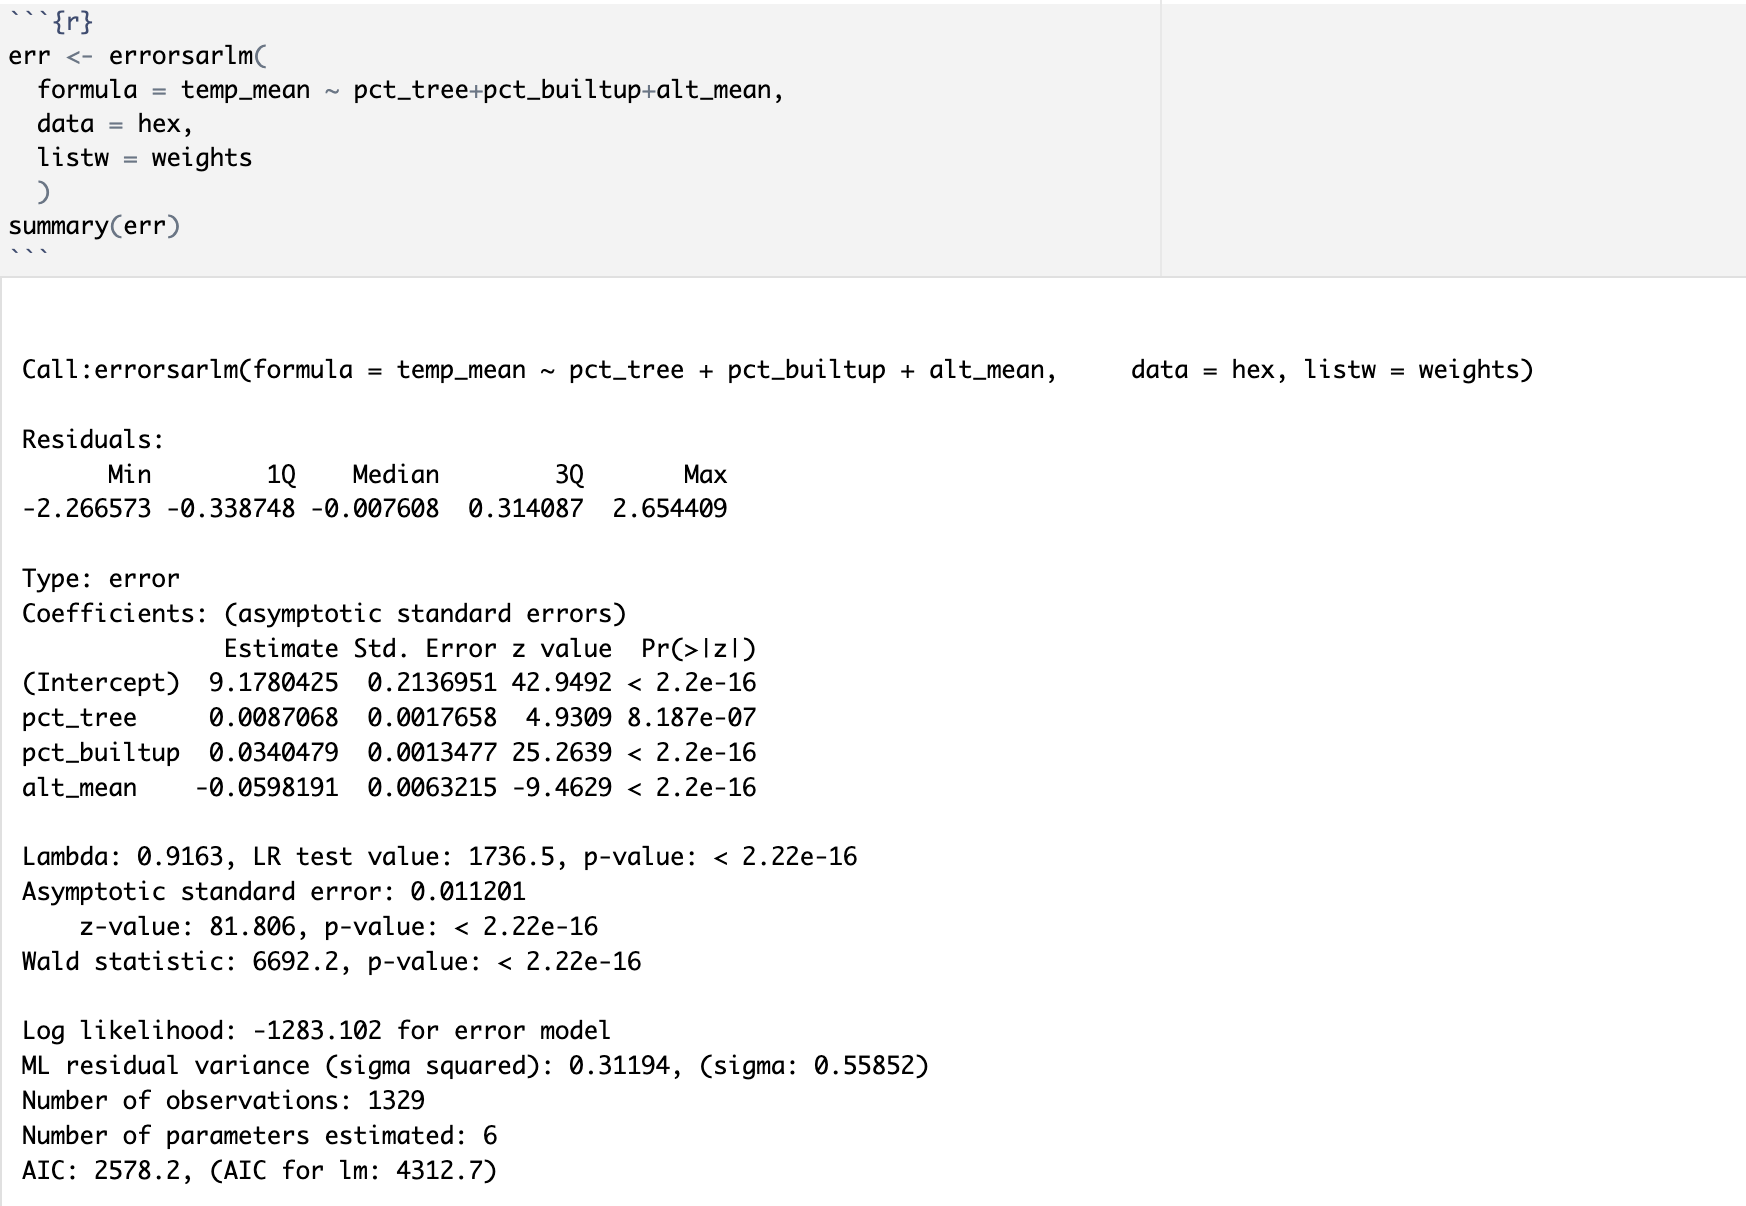 ```{r}
err <- errorsarlm(
  formula = temp_mean ~ pct_tree+pct_builtup+alt_mean,
  data = hex,
  listw = weights
  )
summary(err)
```
Call:errorsarlm(formula = temp_mean ~ pct_tree + pct_builtup + alt_mean,     data = hex, listw = weights)
Residuals:
      Min        1Q    Median        3Q       Max
-2.266573 -0.338748 -0.007608  0.314087  2.654409
Type: error
Coefficients: (asymptotic standard errors)
              Estimate Std. Error z value  Pr(>|z|)
(Intercept)  9.1780425  0.2136951 42.9492 < 2.2e-16
pct_tree     0.0087068  0.0017658  4.9309 8.187e-07
pct_builtup  0.0340479  0.0013477 25.2639 < 2.2e-16
alt_mean    -0.0598191  0.0063215 -9.4629 < 2.2e-16
Lambda: 0.9163, LR test value: 1736.5, p-value: < 2.22e-16
Asymptotic standard error: 0.011201
    z-value: 81.806, p-value: < 2.22e-16
Wald statistic: 6692.2, p-value: < 2.22e-16
Log likelihood: -1283.102 for error model
ML residual variance (sigma squared): 0.31194, (sigma: 0.55852)
Number of observations: 1329
Number of parameters estimated: 6
AIC: 2578.2, (AIC for lm: 4312.7)